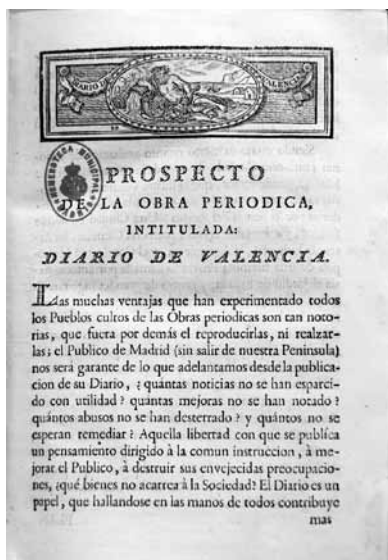 DIARIO DE VALENCIA
HEMEROTECA MUNICIPAL
PROSPECTO
DE LA OBRA PERIODICA,
INTITULADA:
DIARIO DE VALENCIA.
Las muchas ventajas que han experimentado todos
los Pueblos cultos de las Obras periodicas son tan noto-
rias, que fuera por demás el reproducirlas, ni realzar-
las; el Publico de Madrid (sin salir de nuestra Peninsula)
nos será garante de lo que adelantamos desde la publica-
cion de su Diario, ¿ quántas noticias no se han esparci-
do con utilidad? quántas mejoras no se han notado?
quántos abusos no se han desterrado? y quántos no se
esperan remediar? Aquella libertad con que se publíca
un pensamiento dirigido à la comun instruccion, à me-
jorar el Publico, à destruir sus envejecidas preocupacio-
nes, ¿qué bienes no acarrea à la Sociedad? El Diario es un
papel, que hallandose en las manos de todos contribuye
mas